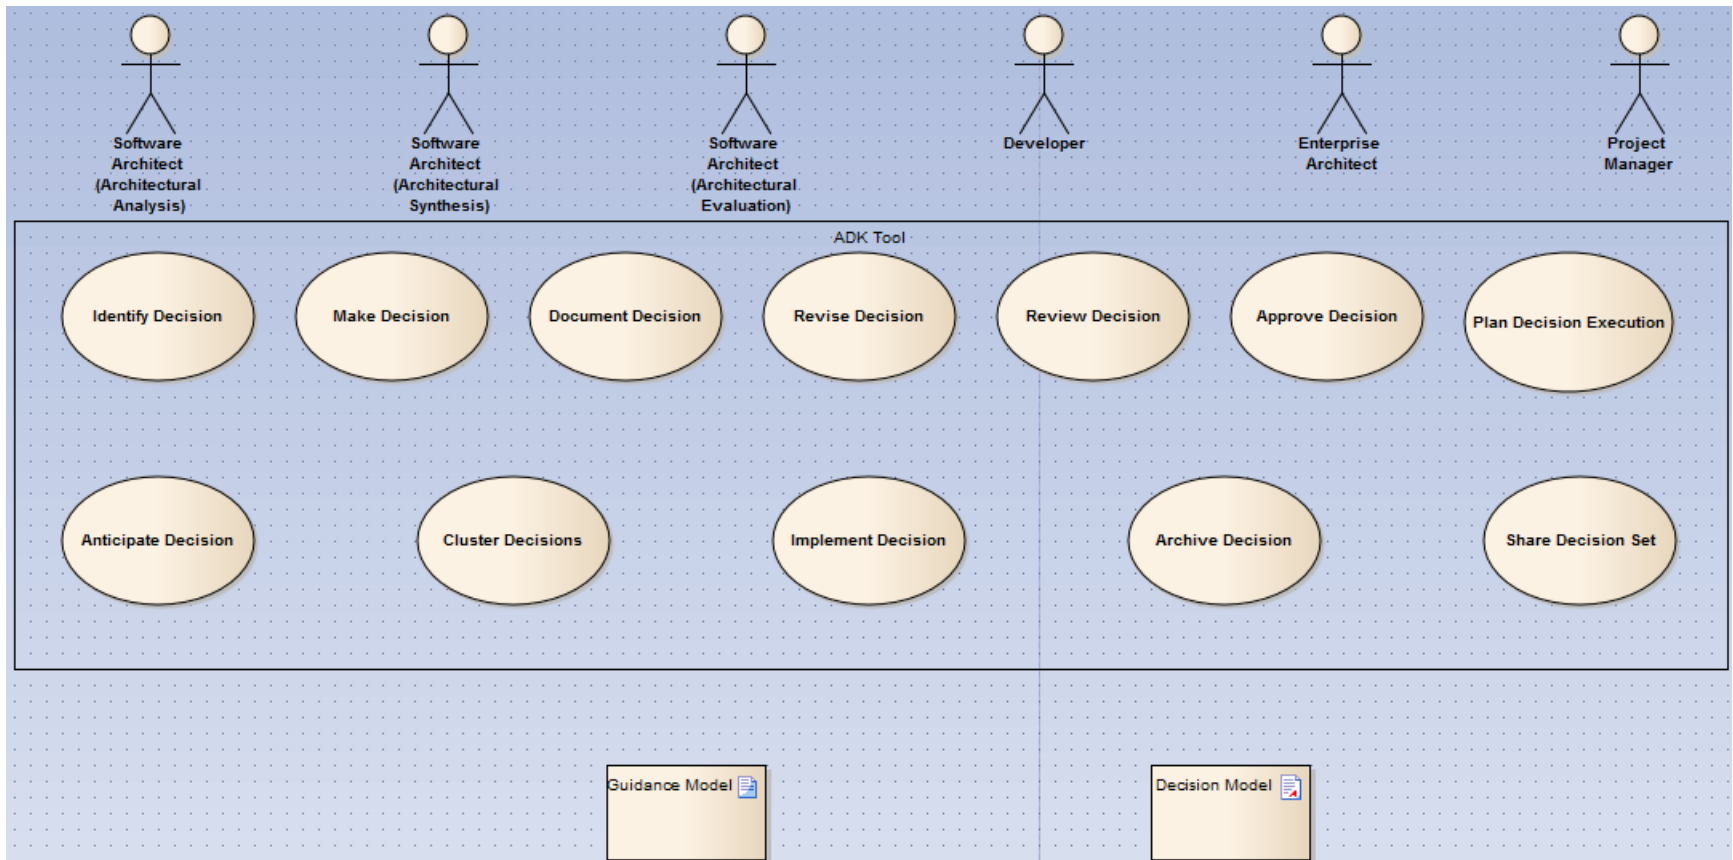 Software
Architect
(Architectural
Analysis)
Software
Architect
(Architectural
Synthesis)
Software
Architect
(Architectural
Evaluation)
Developer
Enterprise
Architect
Project
Manager
ADK Tool
Identify Decision
Make Decision
Document Decision
Revise Decision
Review Decision
Approve Decision
Plan Decision Execution
Anticipate Decision
Cluster Decisions
Implement Decision
Archive Decision
Share Decision Set
Guidance Model
Decision Model